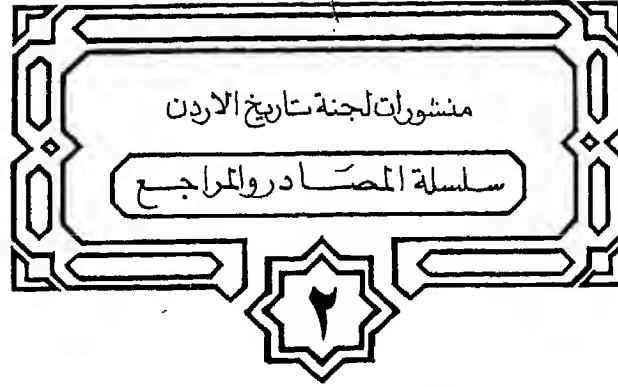 منشورات لجنة تاريخ الاردن
سلسلة المصادر والمراجع
٢